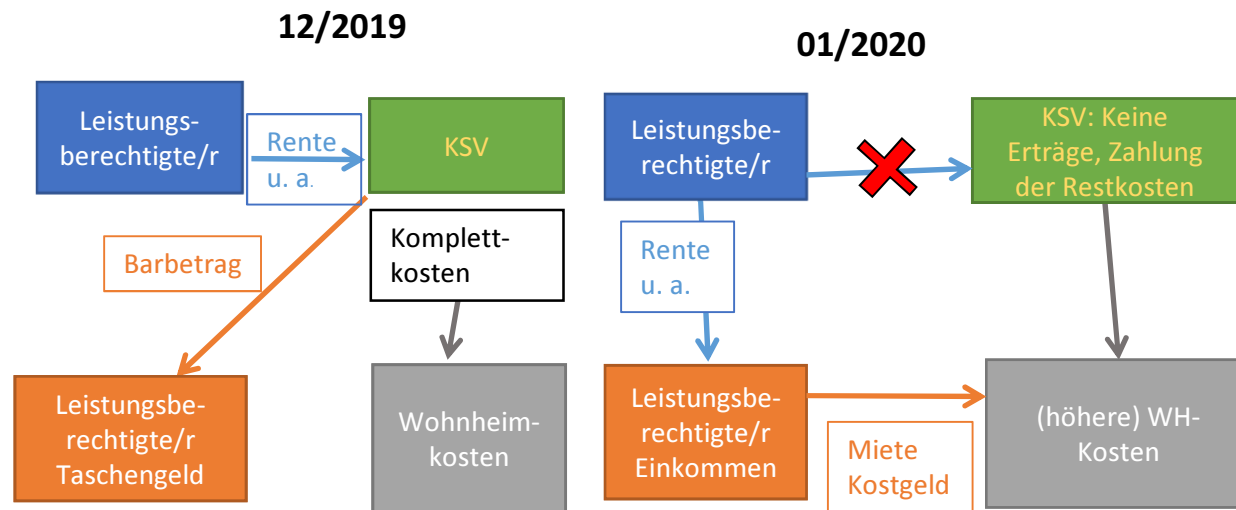 12/2019
Leistungs-
berechtigte/r
Rente
u. a.
KSV
Barbetrag
Komplett-
kosten
Leistungsbe-
rechtigte/r
Taschengeld
Wohnheim-
kosten
01/2020
Leistungsbe-
rechtigte/r
KSV: Keine
Erträge, Zahlung
der Restkosten
Rente
u. a.
Leistungsbe-
rechtigte/r
Einkommen
Miete
Kostgeld
(höhere) WH-
Kosten